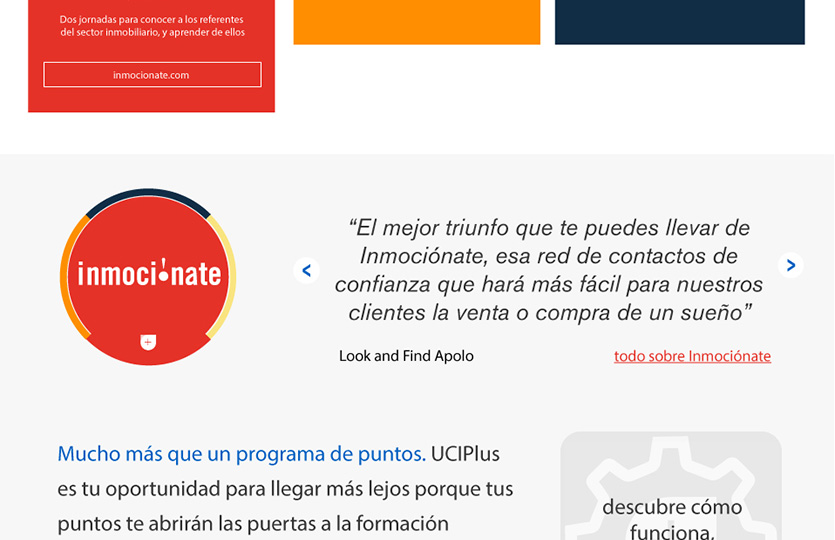 Dos jornadas para conocer a los referentes
del sector inmobiliario, y aprender de ellos
inmocionate.com
inmoci!nate
“El mejor triunfo que te puedes llevar de
Inmociónate, esa red de contactos de
confianza que hará más fácil para nuestros
clientes la venta o compra de un sueño”
Look and Find Apolo
todo sobre Inmociónate
Mucho más que un programa de puntos. UCIPlus
es tu oportunidad para llegar más lejos porque tus
puntos te abrirán las puertas a la formación
descubre cómo
funciona,